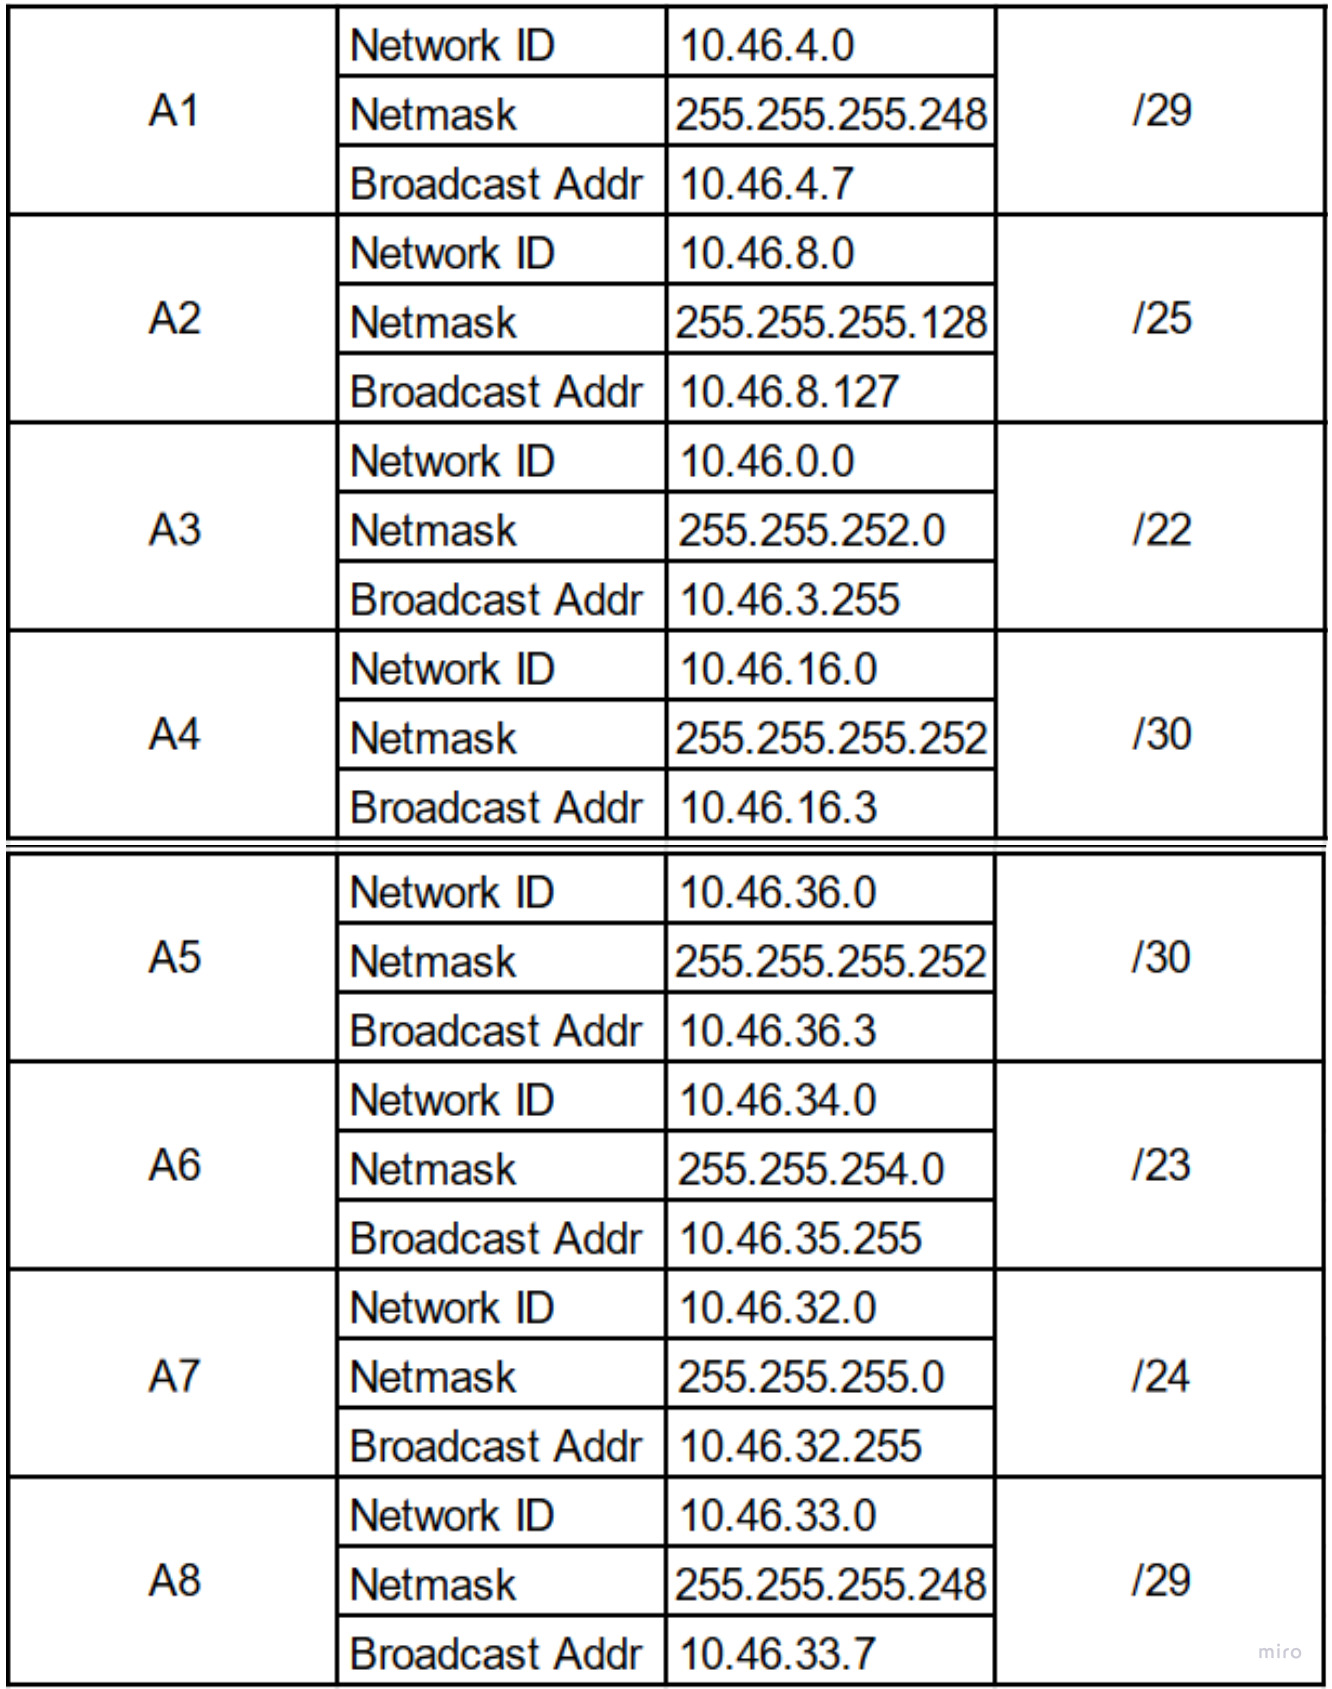 Network ID 10.46.4.0
A1 Netmask 255.255.255.248 /29
Broadcast Addr 10.46.4.7
Network ID 10.46.8.0
A2 Netmask 255.255.255.128 /25
Broadcast Addr 10.46.8.127
Network ID 10.46.0.0
A3 Netmask 255.255.252.0 /22
Broadcast Addr 10.46.3.255
Network ID 10.46.16.0
A4 Netmask 255.255.255.252 /30
Broadcast Addr 10.46.16.3
Network ID 10.46.36.0
A5 Netmask 255.255.255.252 /30
Broadcast Addr 10.46.36.3
Network ID 10.46.34.0
A6 Netmask 255.255.254.0 /23
Broadcast Addr 10.46.35.255
Network ID 10.46.32.0
A7 Netmask 255.255.255.0 /24
Broadcast Addr 10.46.32.255
Network ID 10.46.33.0
A8 Netmask 255.255.255.248 /29
Broadcast Addr 10.46.33.7
miro